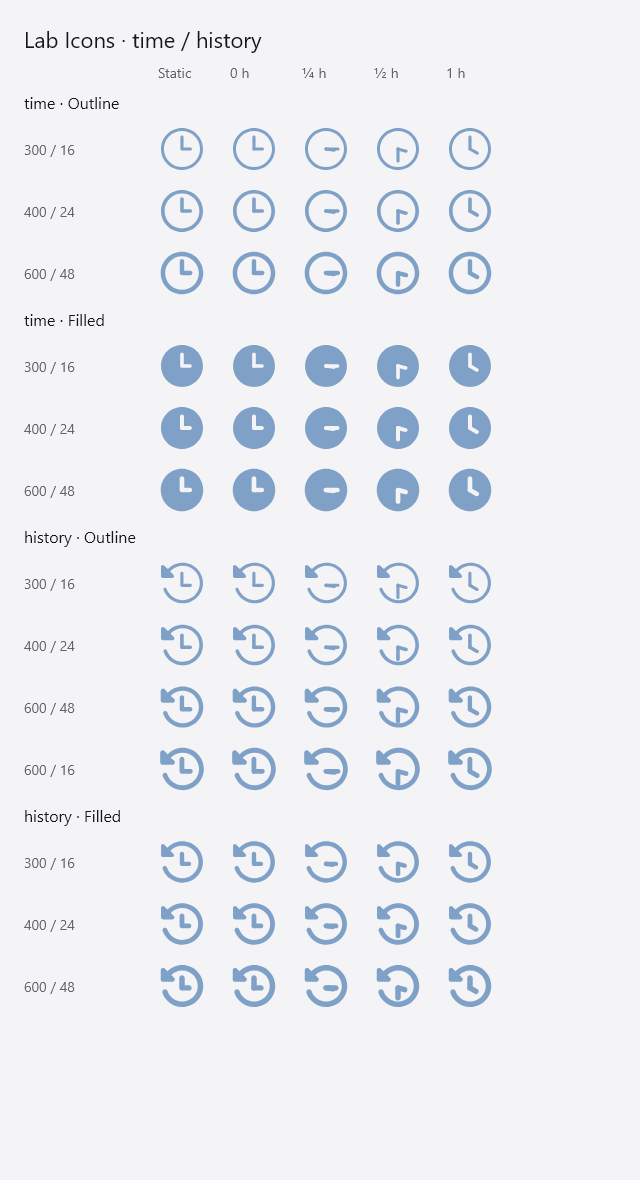 Lab Icons · time / history
Static 0 h ¼ h ½ h 1 h
time · Outline
300 / 16
400 / 24
600 / 48
time · Filled
300 / 16
400 / 24
600 / 48
history · Outline
300 / 16
400 / 24
600 / 48
600 / 16
history · Filled
300 / 16
400 / 24
600 / 48